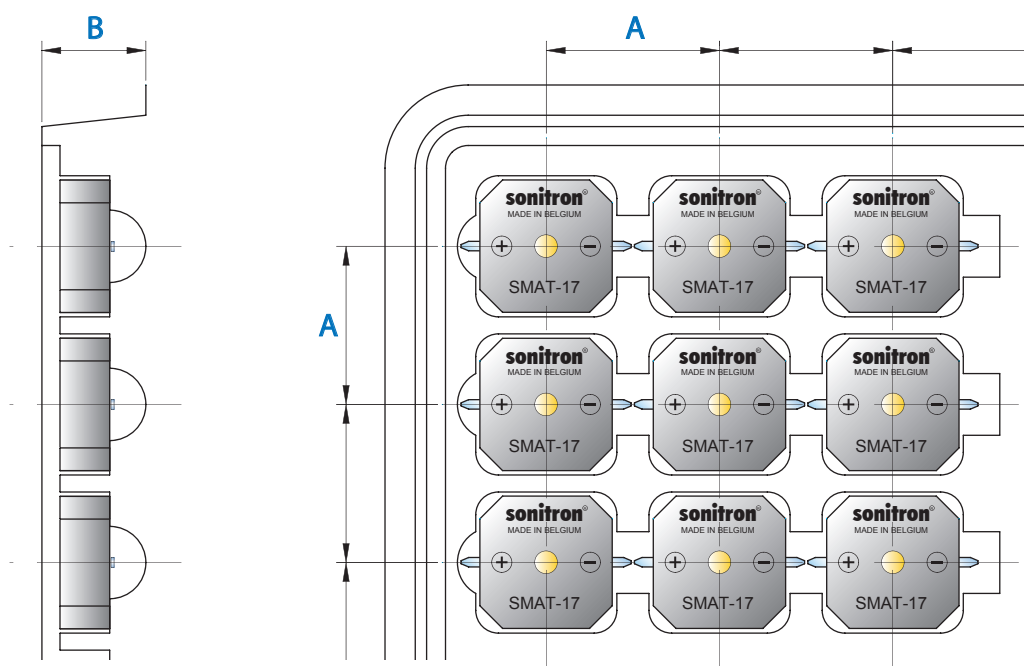 B
A
sonitron® sonitron® sonitron®
MADE IN BELGIUM MADE IN BELGIUM MADE IN BELGIUM
+ − + − + −
SMAT-17 SMAT-17 SMAT-17
A
sonitron® sonitron® sonitron®
MADE IN BELGIUM MADE IN BELGIUM MADE IN BELGIUM
+ − + − + −
SMAT-17 SMAT-17 SMAT-17
sonitron® sonitron® sonitron®
MADE IN BELGIUM MADE IN BELGIUM MADE IN BELGIUM
+ − + − + −
SMAT-17 SMAT-17 SMAT-17